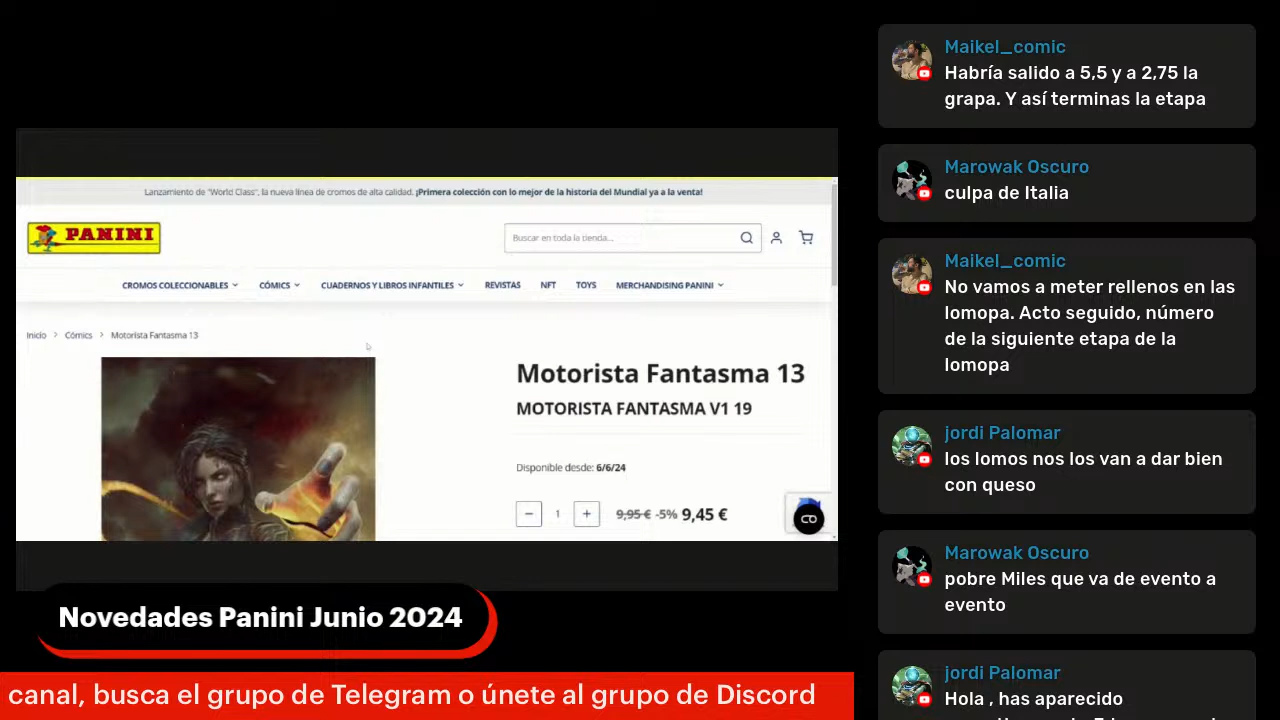 Lanzamiento de "World Class", la nueva línea de cromos de alta calidad. ¡Primera colección con lo mejor de la historia del Mundial ya a la venta!
PANINI
Buscar en toda la tienda...
CROMOS COLECCIONABLES
CÓMICS
CUADERNOS Y LIBROS INFANTILES
REVISTAS
NFT
TOYS
MERCHANDISING PANINI
Inicio > Cómics > Motorista Fantasma 13
Motorista Fantasma 13
MOTORISTA FANTASMA V1 19
Disponible desde: 6/6/24
− 1 + 9,95 € -5% 9,45 €
Novedades Panini Junio 2024
canal, busca el grupo de Telegram o únete al grupo de Discord
Maikel_comic
Habría salido a 5,5 y a 2,75 la
grapa. Y así terminas la etapa
Marowak Oscuro
culpa de Italia
Maikel_comic
No vamos a meter rellenos en las
lomopa. Acto seguido, número
de la siguiente etapa de la
lomopa
jordi Palomar
los lomos nos los van a dar bien
con queso
Marowak Oscuro
pobre Miles que va de evento a
evento
jordi Palomar
Hola , has aparecido